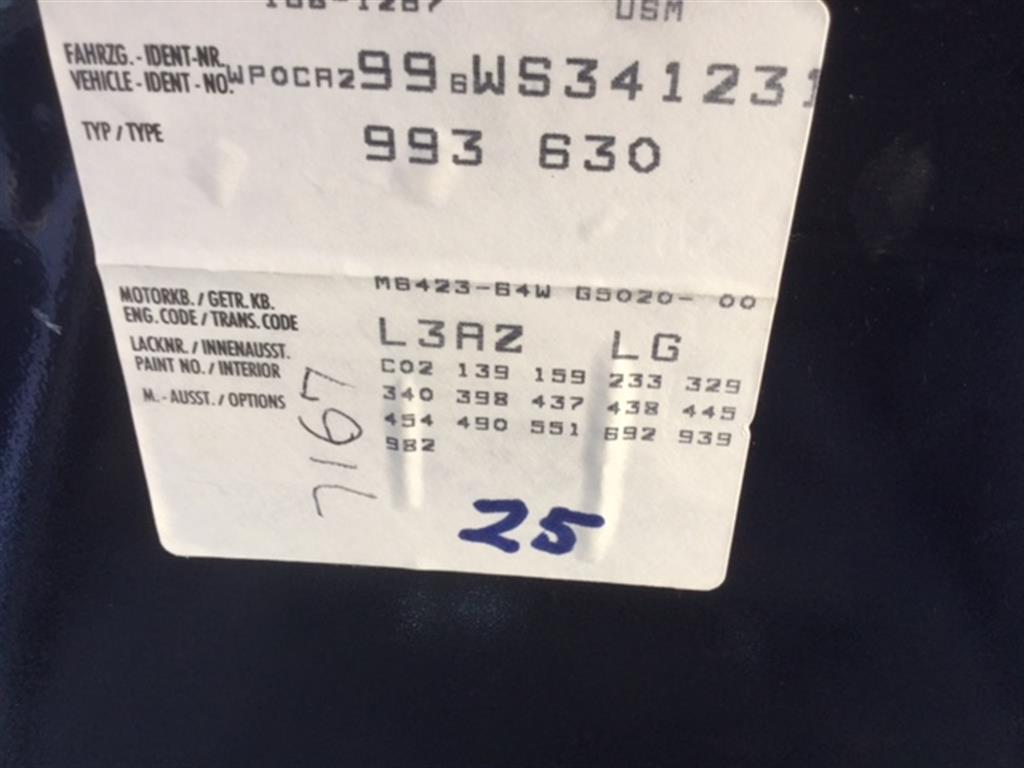 USM
FAHRZG. - IDENT-NR.
VEHICLE - IDENT - NO. WP0CA2996WS341231
TYP / TYPE 993 630
M6423-64W G5020- 00
MOTORKB. / GETR. KB.
ENG. CODE / TRANS. CODE
L3AZ LG
LACKNR. / INNENAUSST.
PAINT NO. / INTERIOR
M. - AUSST. / OPTIONS
C02 139 159 233 329
340 398 437 438 445
454 490 551 692 939
982
7167
25